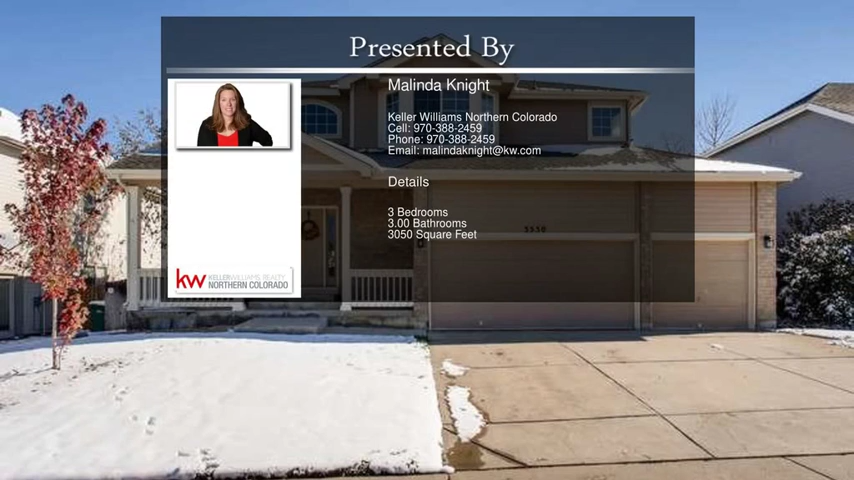 Presented By
Malinda Knight
Keller Williams Northern Colorado
Cell: 970-388-2459
Phone: 970-388-2459
Email: malindaknight@kw.com
Details
3 Bedrooms
3.00 Bathrooms
3050 Square Feet
5550
kw KELLERWILLIAMS REALTY
NORTHERN COLORADO